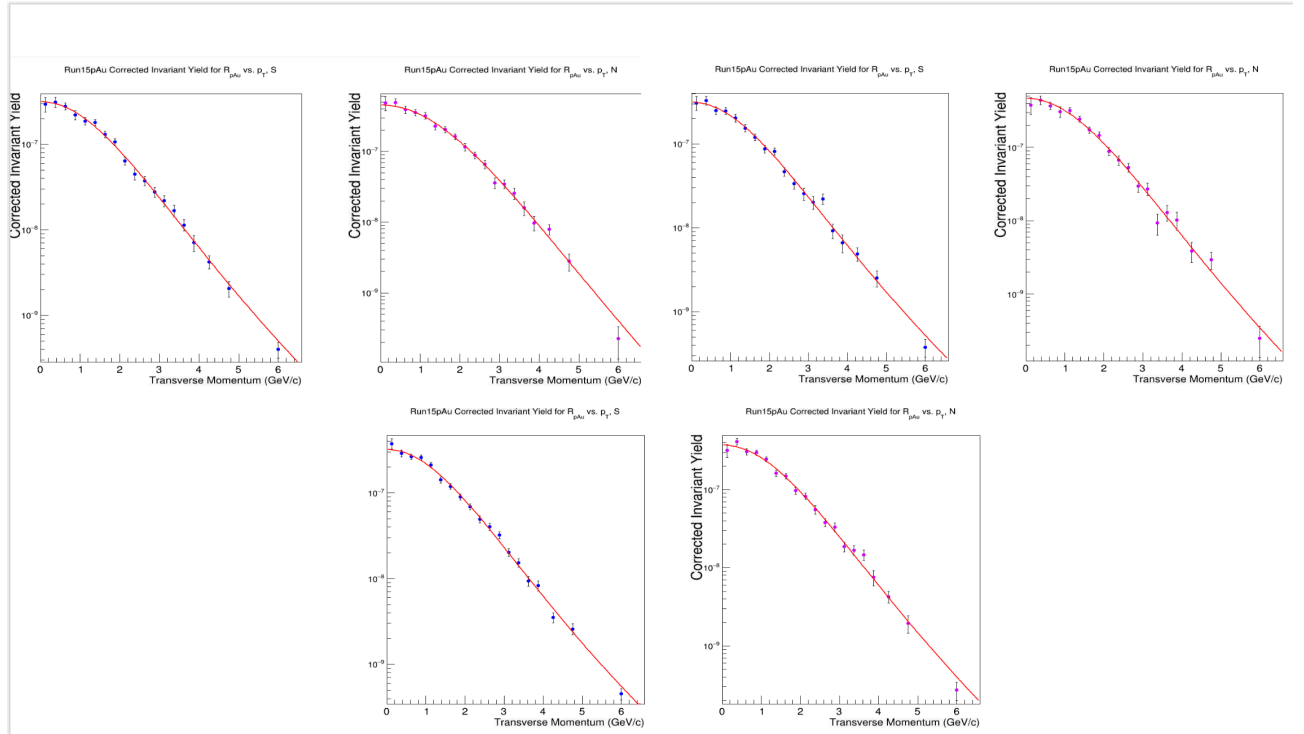 Run15pAu Corrected Invariant Yield for R_pAu vs. p_T, S
Corrected Invariant Yield
10^-7
10^-8
10^-9
0 1 2 3 4 5 6
Transverse Momentum (GeV/c)
Run15pAu Corrected Invariant Yield for R_pAu vs. p_T, N
Corrected Invariant Yield
10^-7
10^-8
10^-9
0 1 2 3 4 5 6
Transverse Momentum (GeV/c)
Run15pAu Corrected Invariant Yield for R_pAu vs. p_T, S
Corrected Invariant Yield
10^-7
10^-8
10^-9
0 1 2 3 4 5 6
Transverse Momentum (GeV/c)
Run15pAu Corrected Invariant Yield for R_pAu vs. p_T, N
Corrected Invariant Yield
10^-7
10^-8
10^-9
0 1 2 3 4 5 6
Transverse Momentum (GeV/c)
Run15pAu Corrected Invariant Yield for R_pAu vs. p_T, S
10^-7
10^-8
10^-9
0 1 2 3 4 5 6
Transverse Momentum (GeV/c)
Run15pAu Corrected Invariant Yield for R_pAu vs. p_T, N
Corrected Invariant Yield
10^-7
10^-8
10^-9
0 1 2 3 4 5 6
Transverse Momentum (GeV/c)